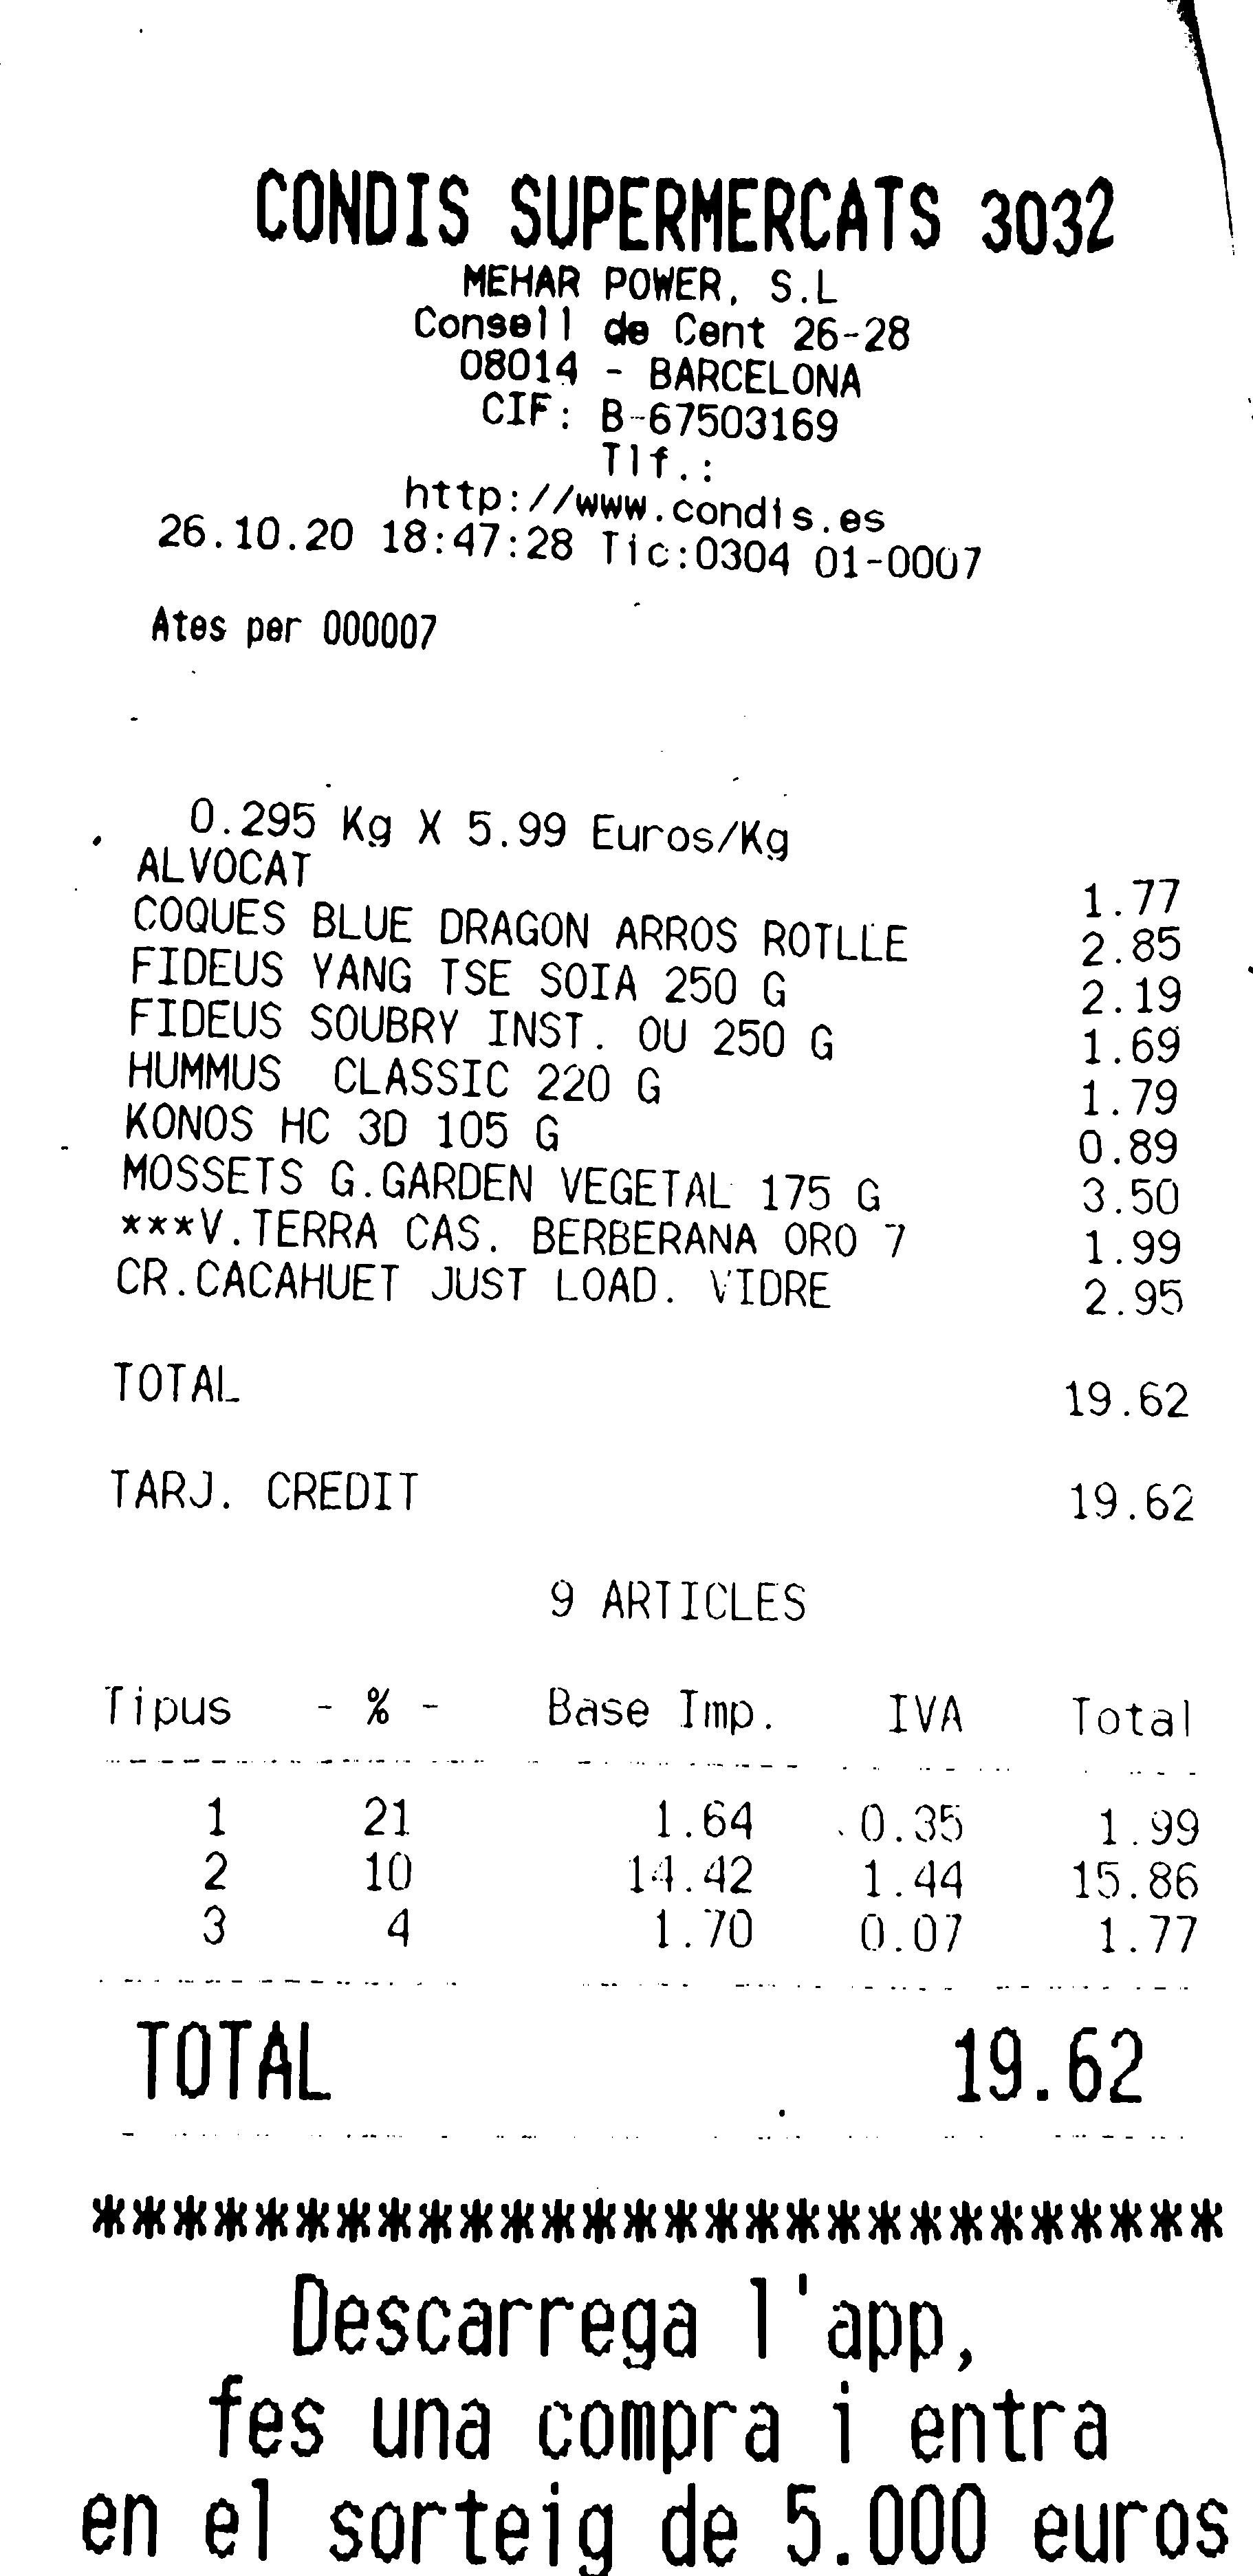 CONDIS SUPERMERCATS 3032
MEHAR POWER, S.L
Consell de Cent 26-28
08014 - BARCELONA
CIF: B-67503169
Tlf.:
http://www.condis.es
26.10.20 18:47:28 Tic:0304 01-0007
Ates per 000007
0.295 Kg X 5.99 Euros/Kg
ALVOCAT 1.77
COQUES BLUE DRAGON ARROS ROTLLE 2.85
FIDEUS YANG TSE SOIA 250 G 2.19
FIDEUS SOUBRY INST. OU 250 G 1.69
HUMMUS CLASSIC 220 G 1.79
KONOS HC 3D 105 G 0.89
MOSSETS G.GARDEN VEGETAL 175 G 3.50
***V.TERRA CAS. BERBERANA ORO 7 1.99
CR.CACAHUET JUST LOAD. VIDRE 2.95
TOTAL 19.62
TARJ. CREDIT 19.62
9 ARTICLES
Tipus - % - Base Imp. IVA Total
1 21 1.64 0.35 1.99
2 10 14.42 1.44 15.86
3 4 1.70 0.07 1.77
TOTAL 19.62
****************************
Descarrega l'app,
fes una compra i entra
en el sorteig de 5.000 euros